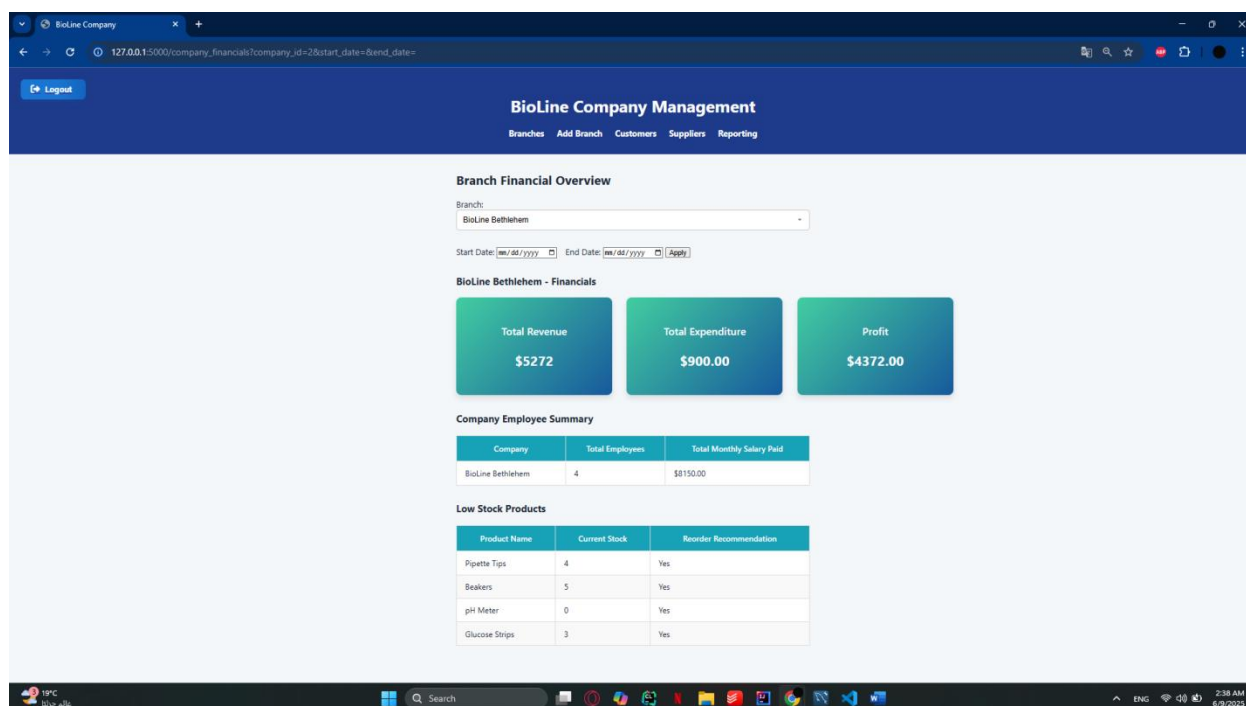 BioLine Company
127.0.0.1:5000/company_financials?company_id=2&start_date=&end_date=
Logout
BioLine Company Management
Branches Add Branch Customers Suppliers Reporting
Branch Financial Overview
Branch:
BioLine Bethlehem
Start Date: mm/dd/yyyy End Date: mm/dd/yyyy Apply
BioLine Bethlehem - Financials
Total Revenue Total Expenditure Profit
$5272 $900.00 $4372.00
Company Employee Summary
Company Total Employees Total Monthly Salary Paid
BioLine Bethlehem 4 $8150.00
Low Stock Products
Product Name Current Stock Reorder Recommendation
Pipette Tips 4 Yes
Beakers 5 Yes
pH Meter 0 Yes
Glucose Strips 3 Yes
19°C
Search
ENG
2:38 AM
6/9/2025